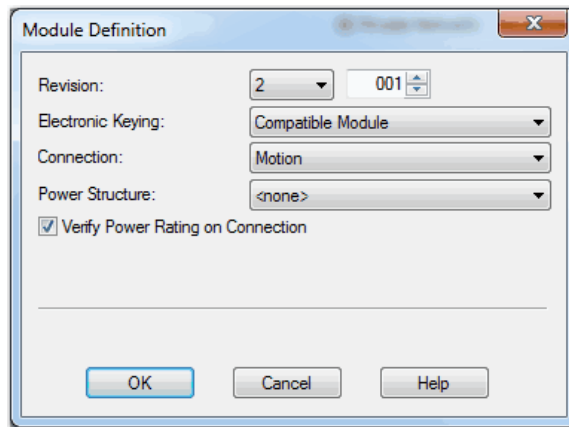 Module Definition
Revision: 2 001
Electronic Keying: Compatible Module
Connection: Motion
Power Structure: <none>
Verify Power Rating on Connection
OK Cancel Help